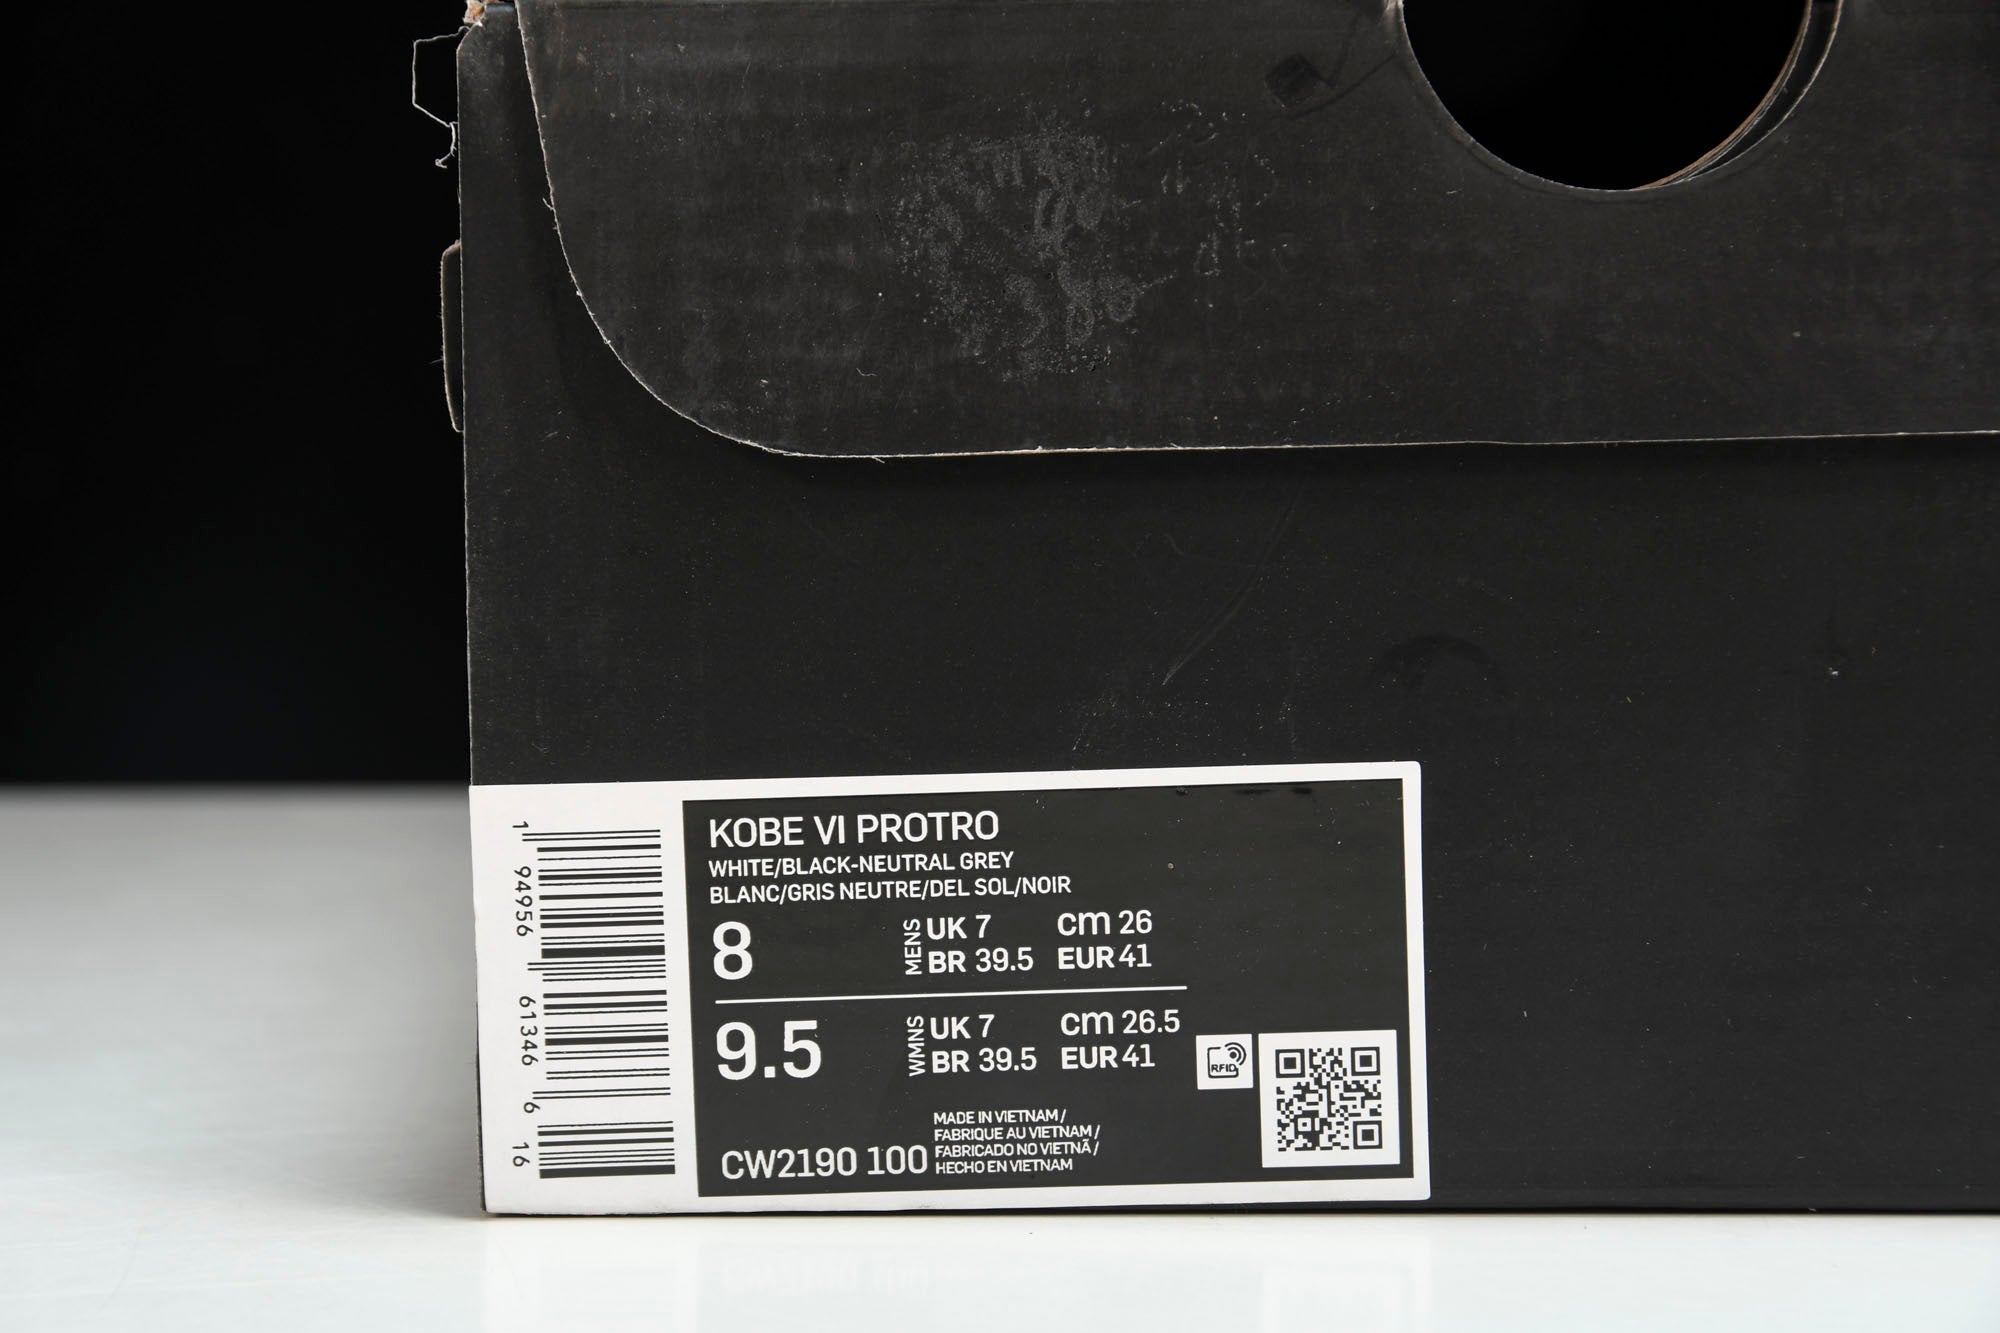 KOBE VI PROTRO
WHITE/BLACK-NEUTRAL GREY
BLANC/GRIS NEUTRE/DEL SOL/NOIR
8
MENS
UK 7 cm 26
BR 39.5 EUR 41
9.5
WMNS
UK 7 cm 26.5
BR 39.5 EUR 41
RFID
CW2190 100
MADE IN VIETNAM /
FABRIQUE AU VIETNAM /
FABRICADO NO VIETNÃ /
HECHO EN VIETNAM
1 94956 61346 6 16